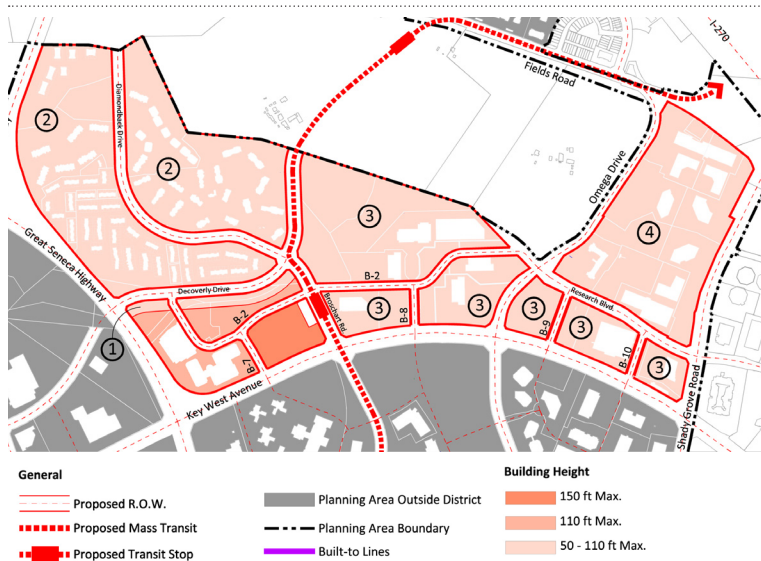 I-270
Fields Road
Diamondback Drive
2
2
3
Omega Drive
4
Great Seneca Highway
Decoverly Drive
B-2
Research Blvd.
B-2
Broschart Rd
3
B-8
3
3
B-9
3
1
B-7
B-10
3
Key West Avenue
Shady Grove Road
General
Proposed R.O.W.
Proposed Mass Transit
Proposed Transit Stop
Planning Area Outside District
Planning Area Boundary
Built-to Lines
Building Height
150 ft Max.
110 ft Max.
50 - 110 ft Max.